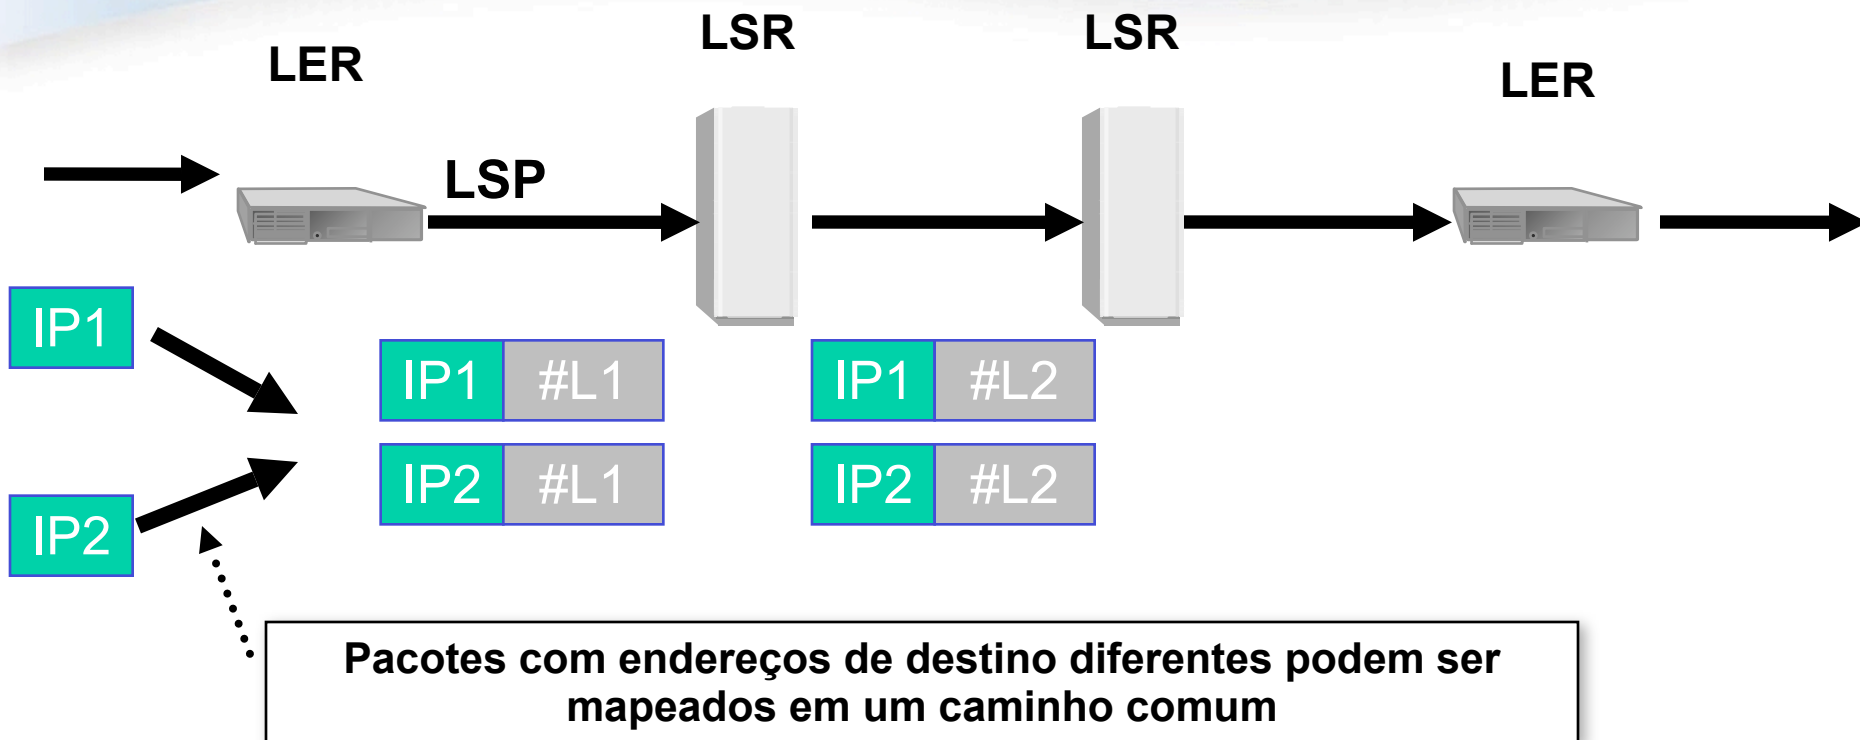 LER
LSR
LSR
LER
LSP
IP1
IP1 #L1
IP1 #L2
IP2 #L1
IP2 #L2
IP2
Pacotes com endereços de destino diferentes podem ser
mapeados em um caminho comum